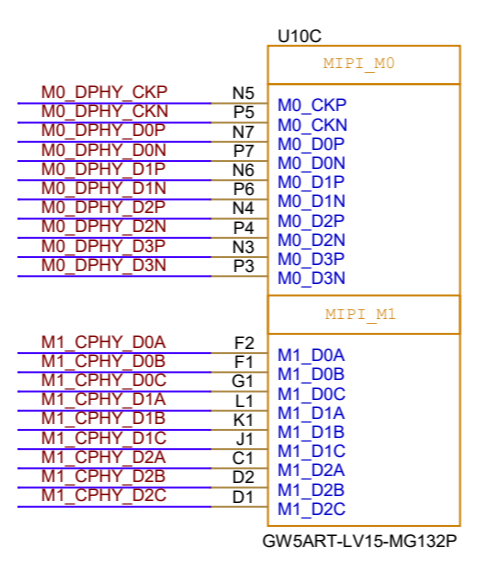 U10C
MIPI_M0
M0_DPHY_CKP N5 M0_CKP
M0_DPHY_CKN P5 M0_CKN
M0_DPHY_D0P N7 M0_D0P
M0_DPHY_D0N P7 M0_D0N
M0_DPHY_D1P N6 M0_D1P
M0_DPHY_D1N P6 M0_D1N
M0_DPHY_D2P N4 M0_D2P
M0_DPHY_D2N P4 M0_D2N
M0_DPHY_D3P N3 M0_D3P
M0_DPHY_D3N P3 M0_D3N
MIPI_M1
M1_CPHY_D0A F2 M1_D0A
M1_CPHY_D0B F1 M1_D0B
M1_CPHY_D0C G1 M1_D0C
M1_CPHY_D1A L1 M1_D1A
M1_CPHY_D1B K1 M1_D1B
M1_CPHY_D1C J1 M1_D1C
M1_CPHY_D2A C1 M1_D2A
M1_CPHY_D2B D2 M1_D2B
M1_CPHY_D2C D1 M1_D2C
GW5ART-LV15-MG132P